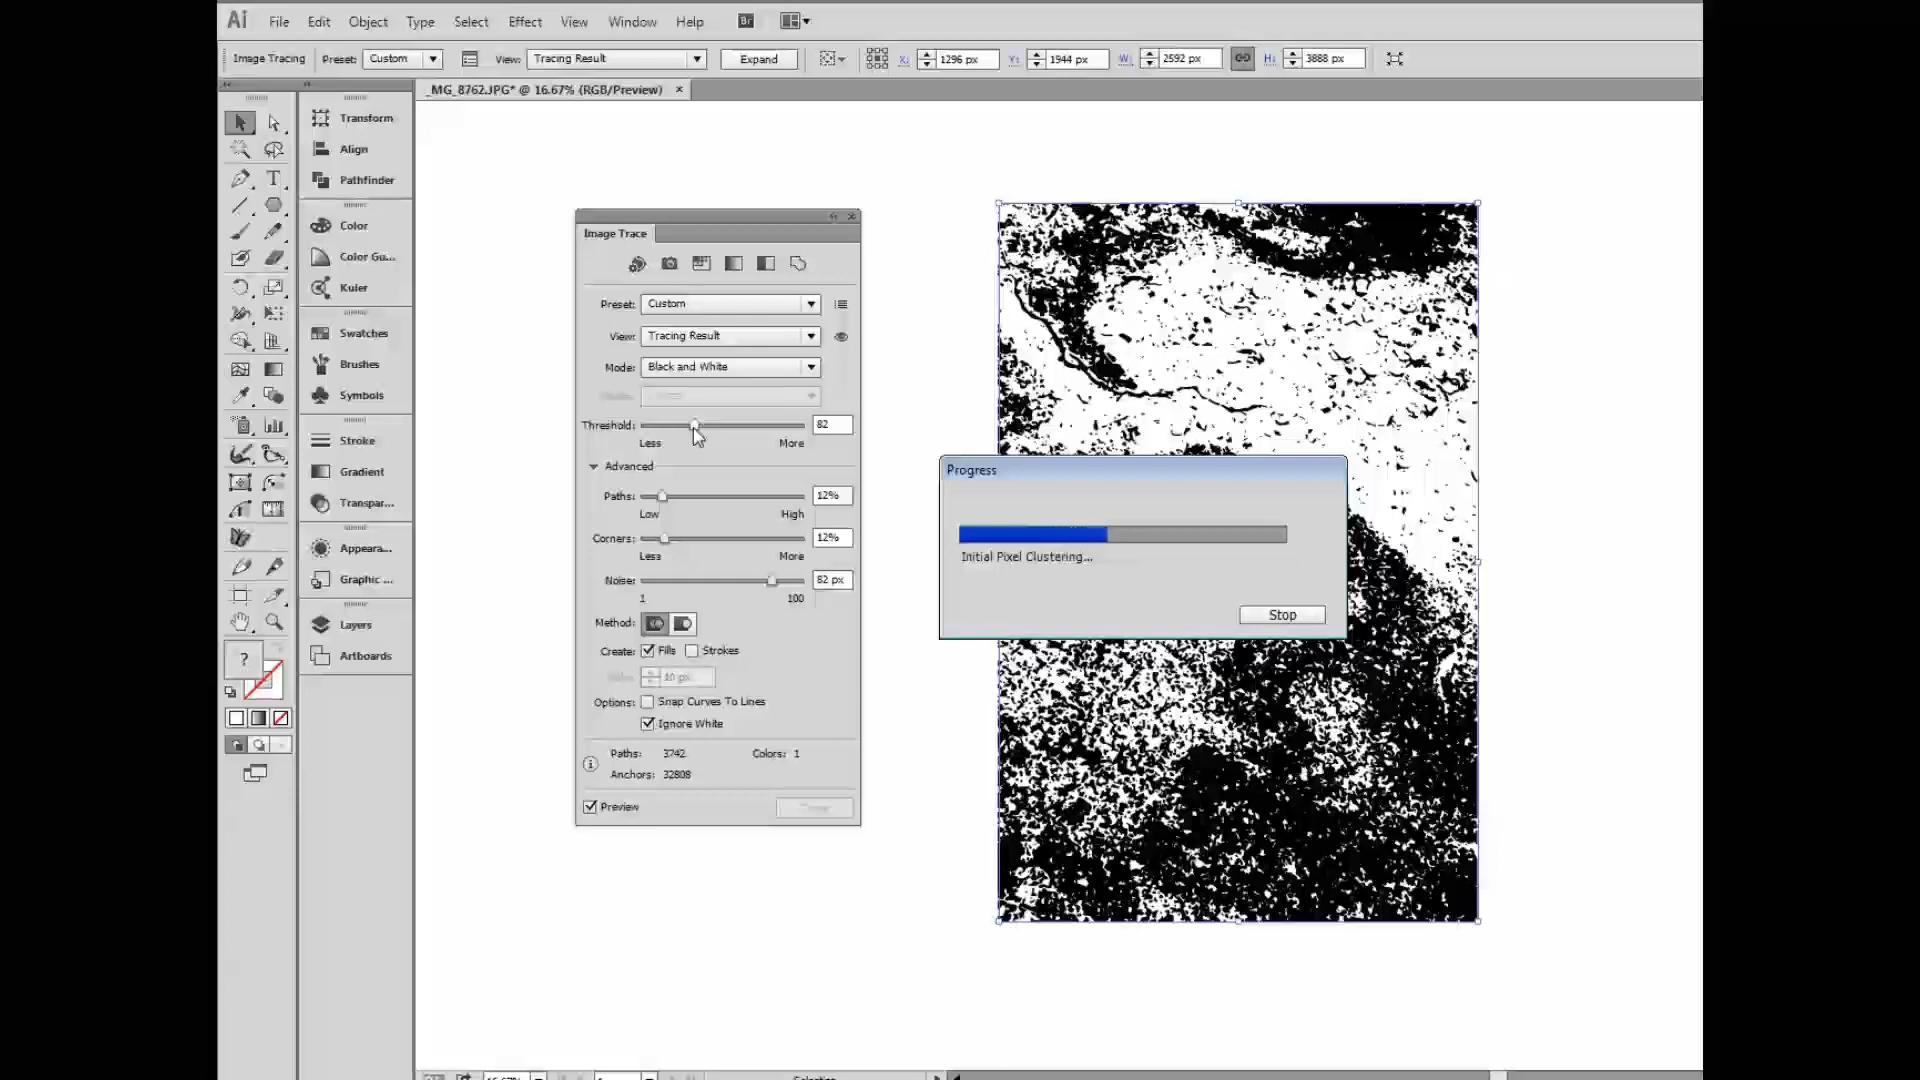 Ai File Edit Object Type Select Effect View Window Help Br
Image Tracing Preset: Custom View: Tracing Result Expand X: 1296 px Y: 1944 px W: 2592 px H: 3888 px
_MG_8762.JPG* @ 16.67% (RGB/Preview) ×
Transform
Align
Pathfinder
Color
Color Gu...
Kuler
Swatches
Brushes
Symbols
Stroke
Gradient
Transpar...
Appeara...
Graphic ...
Layers
Artboards
T
?
Image Trace
Preset: Custom
View: Tracing Result
Mode: Black and White
Threshold: 82
Less More
Advanced
Paths: 12%
Low High
Corners: 12%
Less More
Noise: 82 px
1 100
Method:
Create: Fills Strokes
10 px
Options: Snap Curves To Lines
Ignore White
Paths: 3742 Colors: 1
Anchors: 32808
Preview
Progress
Initial Pixel Clustering...
Stop